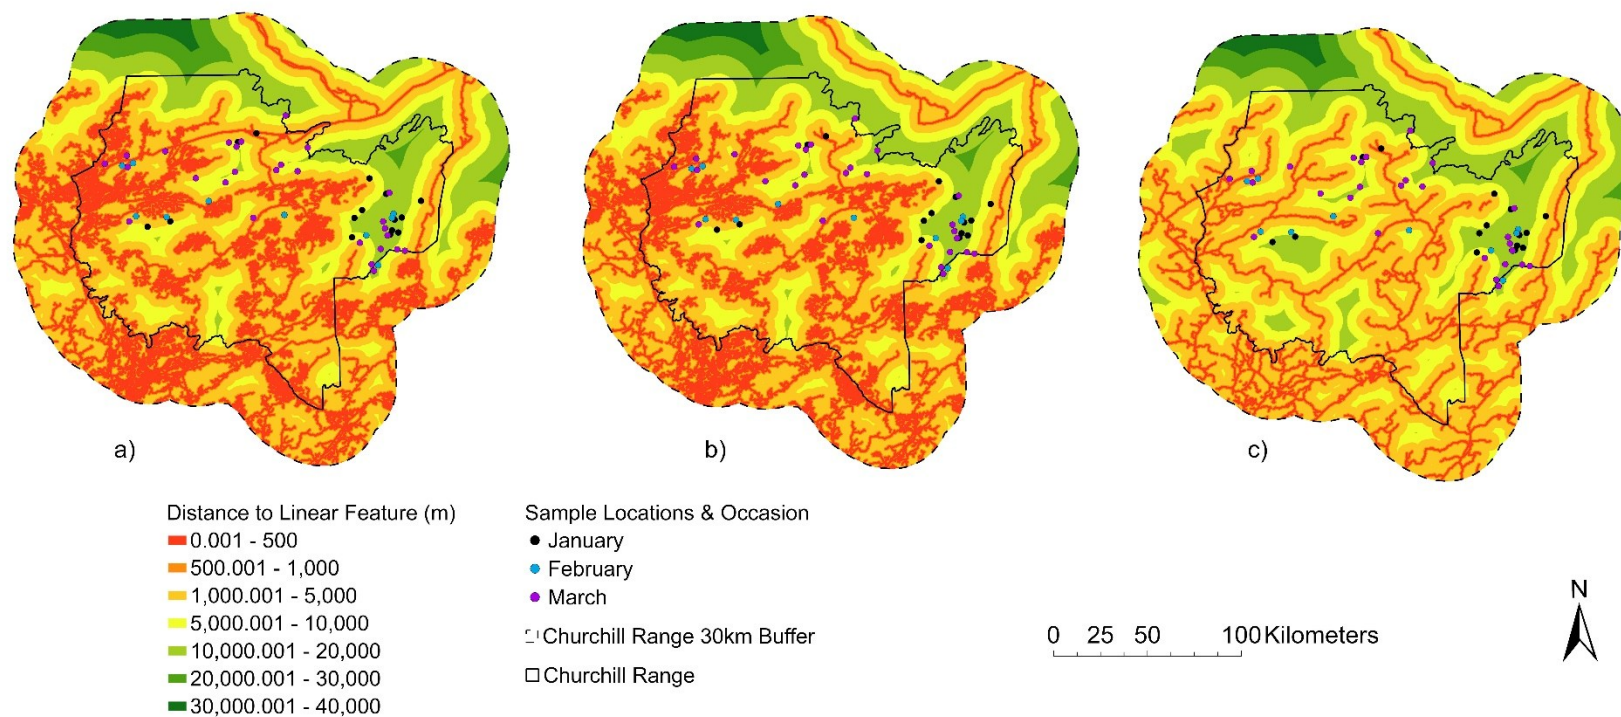 a)
b)
c)
Distance to Linear Feature (m)
0.001 - 500
500.001 - 1,000
1,000.001 - 5,000
5,000.001 - 10,000
10,000.001 - 20,000
20,000.001 - 30,000
30,000.001 - 40,000
Sample Locations & Occasion
January
February
March
Churchill Range 30km Buffer
Churchill Range
0 25 50 100 Kilometers
N